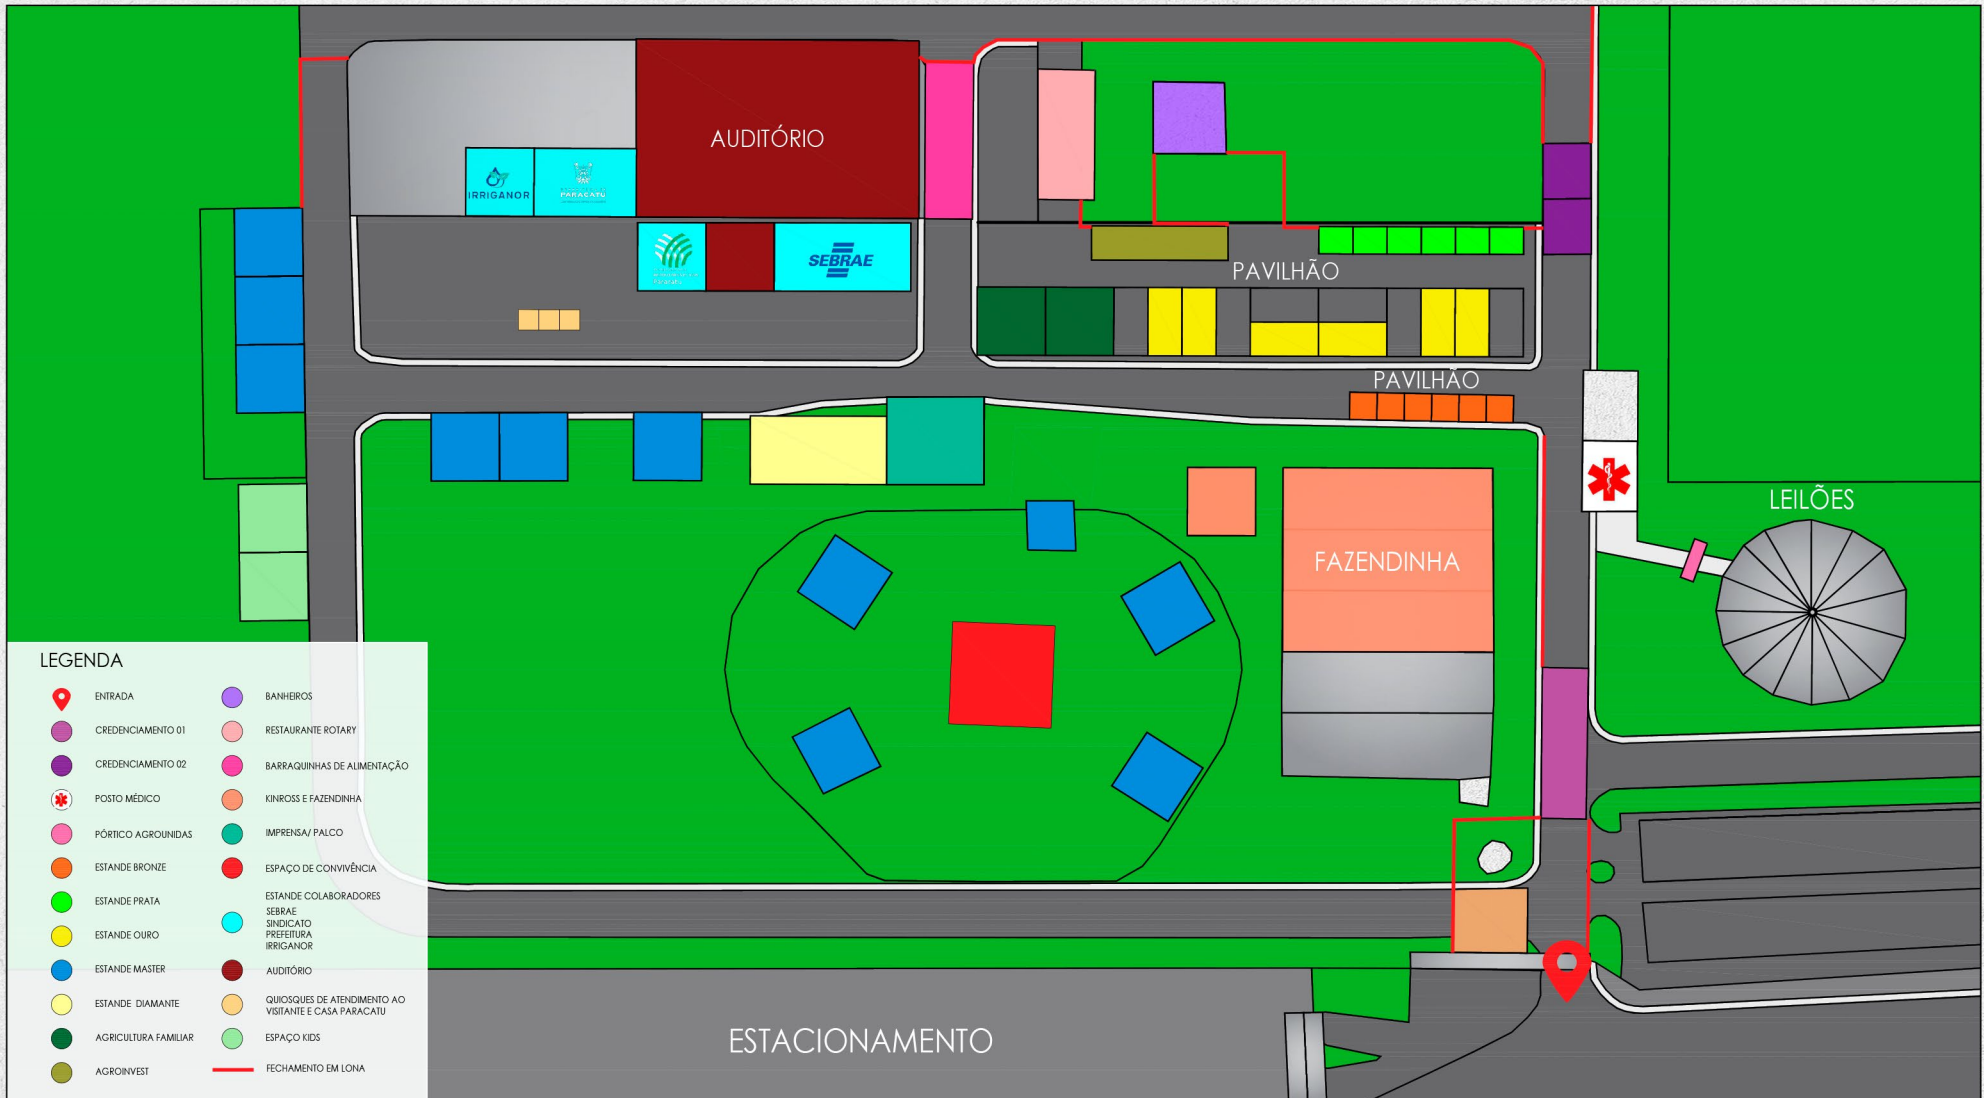 AUDITÓRIO
IRRIGANOR
PARACATU
SEBRAE
PARACATU
PAVILHÃO
PAVILHÃO
LEILÕES
FAZENDINHA
LEGENDA
ENTRADA
CREDENCIAMENTO 01
CREDENCIAMENTO 02
POSTO MÉDICO
PÓRTICO AGROUNIDAS
ESTANDE BRONZE
ESTANDE PRATA
ESTANDE OURO
ESTANDE MASTER
ESTANDE DIAMANTE
AGRICULTURA FAMILIAR
AGROINVEST
BANHEIROS
RESTAURANTE ROTARY
BARRAQUINHAS DE ALIMENTAÇÃO
KINROSS E FAZENDINHA
IMPRENSA/ PALCO
ESPAÇO DE CONVIVÊNCIA
ESTANDE COLABORADORES
SEBRAE
SINDICATO
PREFEITURA
IRRIGANOR
AUDITÓRIO
QUIOSQUES DE ATENDIMENTO AO
VISITANTE E CASA PARACATU
ESPAÇO KIDS
FECHAMENTO EM LONA
ESTACIONAMENTO